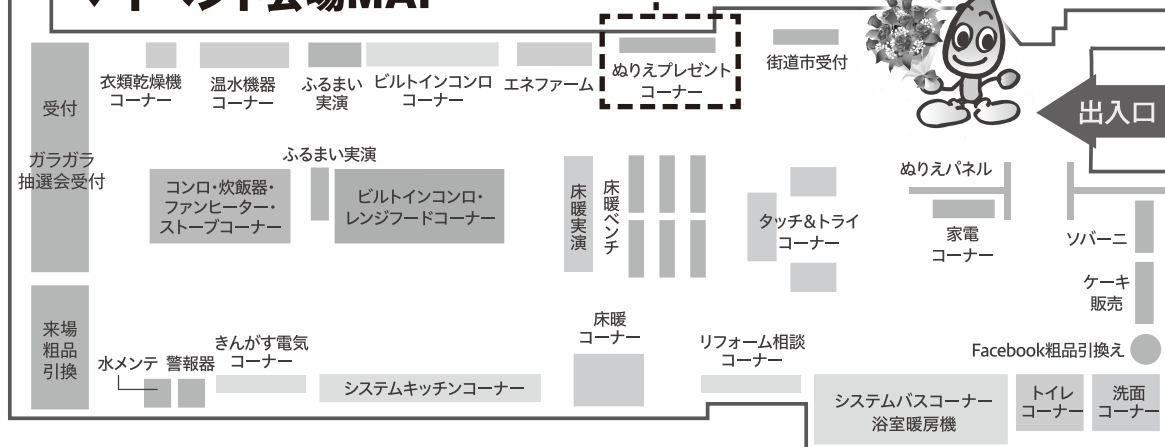 イベント会場MAP
受付
ガラガラ
抽選会受付
衣類乾燥機
コーナー
温水機器
コーナー
ふるまい
実演
ビルトインコンロ
コーナー
エネファーム
ぬりえプレゼント
コーナー
街道市受付
出入口
ふるまい実演
コンロ・炊飯器・
ファンヒーター・
ストーブコーナー
ビルトインコンロ・
レンジフードコーナー
床暖実演
床暖ベンチ
タッチ&トライ
コーナー
ぬりえパネル
家電
コーナー
ソバーニ
ケーキ
販売
来場
粗品
引換
水メンテ
警報器
きんがす電気
コーナー
システムキッチンコーナー
床暖
コーナー
リフォーム相談
コーナー
Facebook粗品引換え
システムバスコーナー
浴室暖房機
トイレ
コーナー
洗面
コーナー